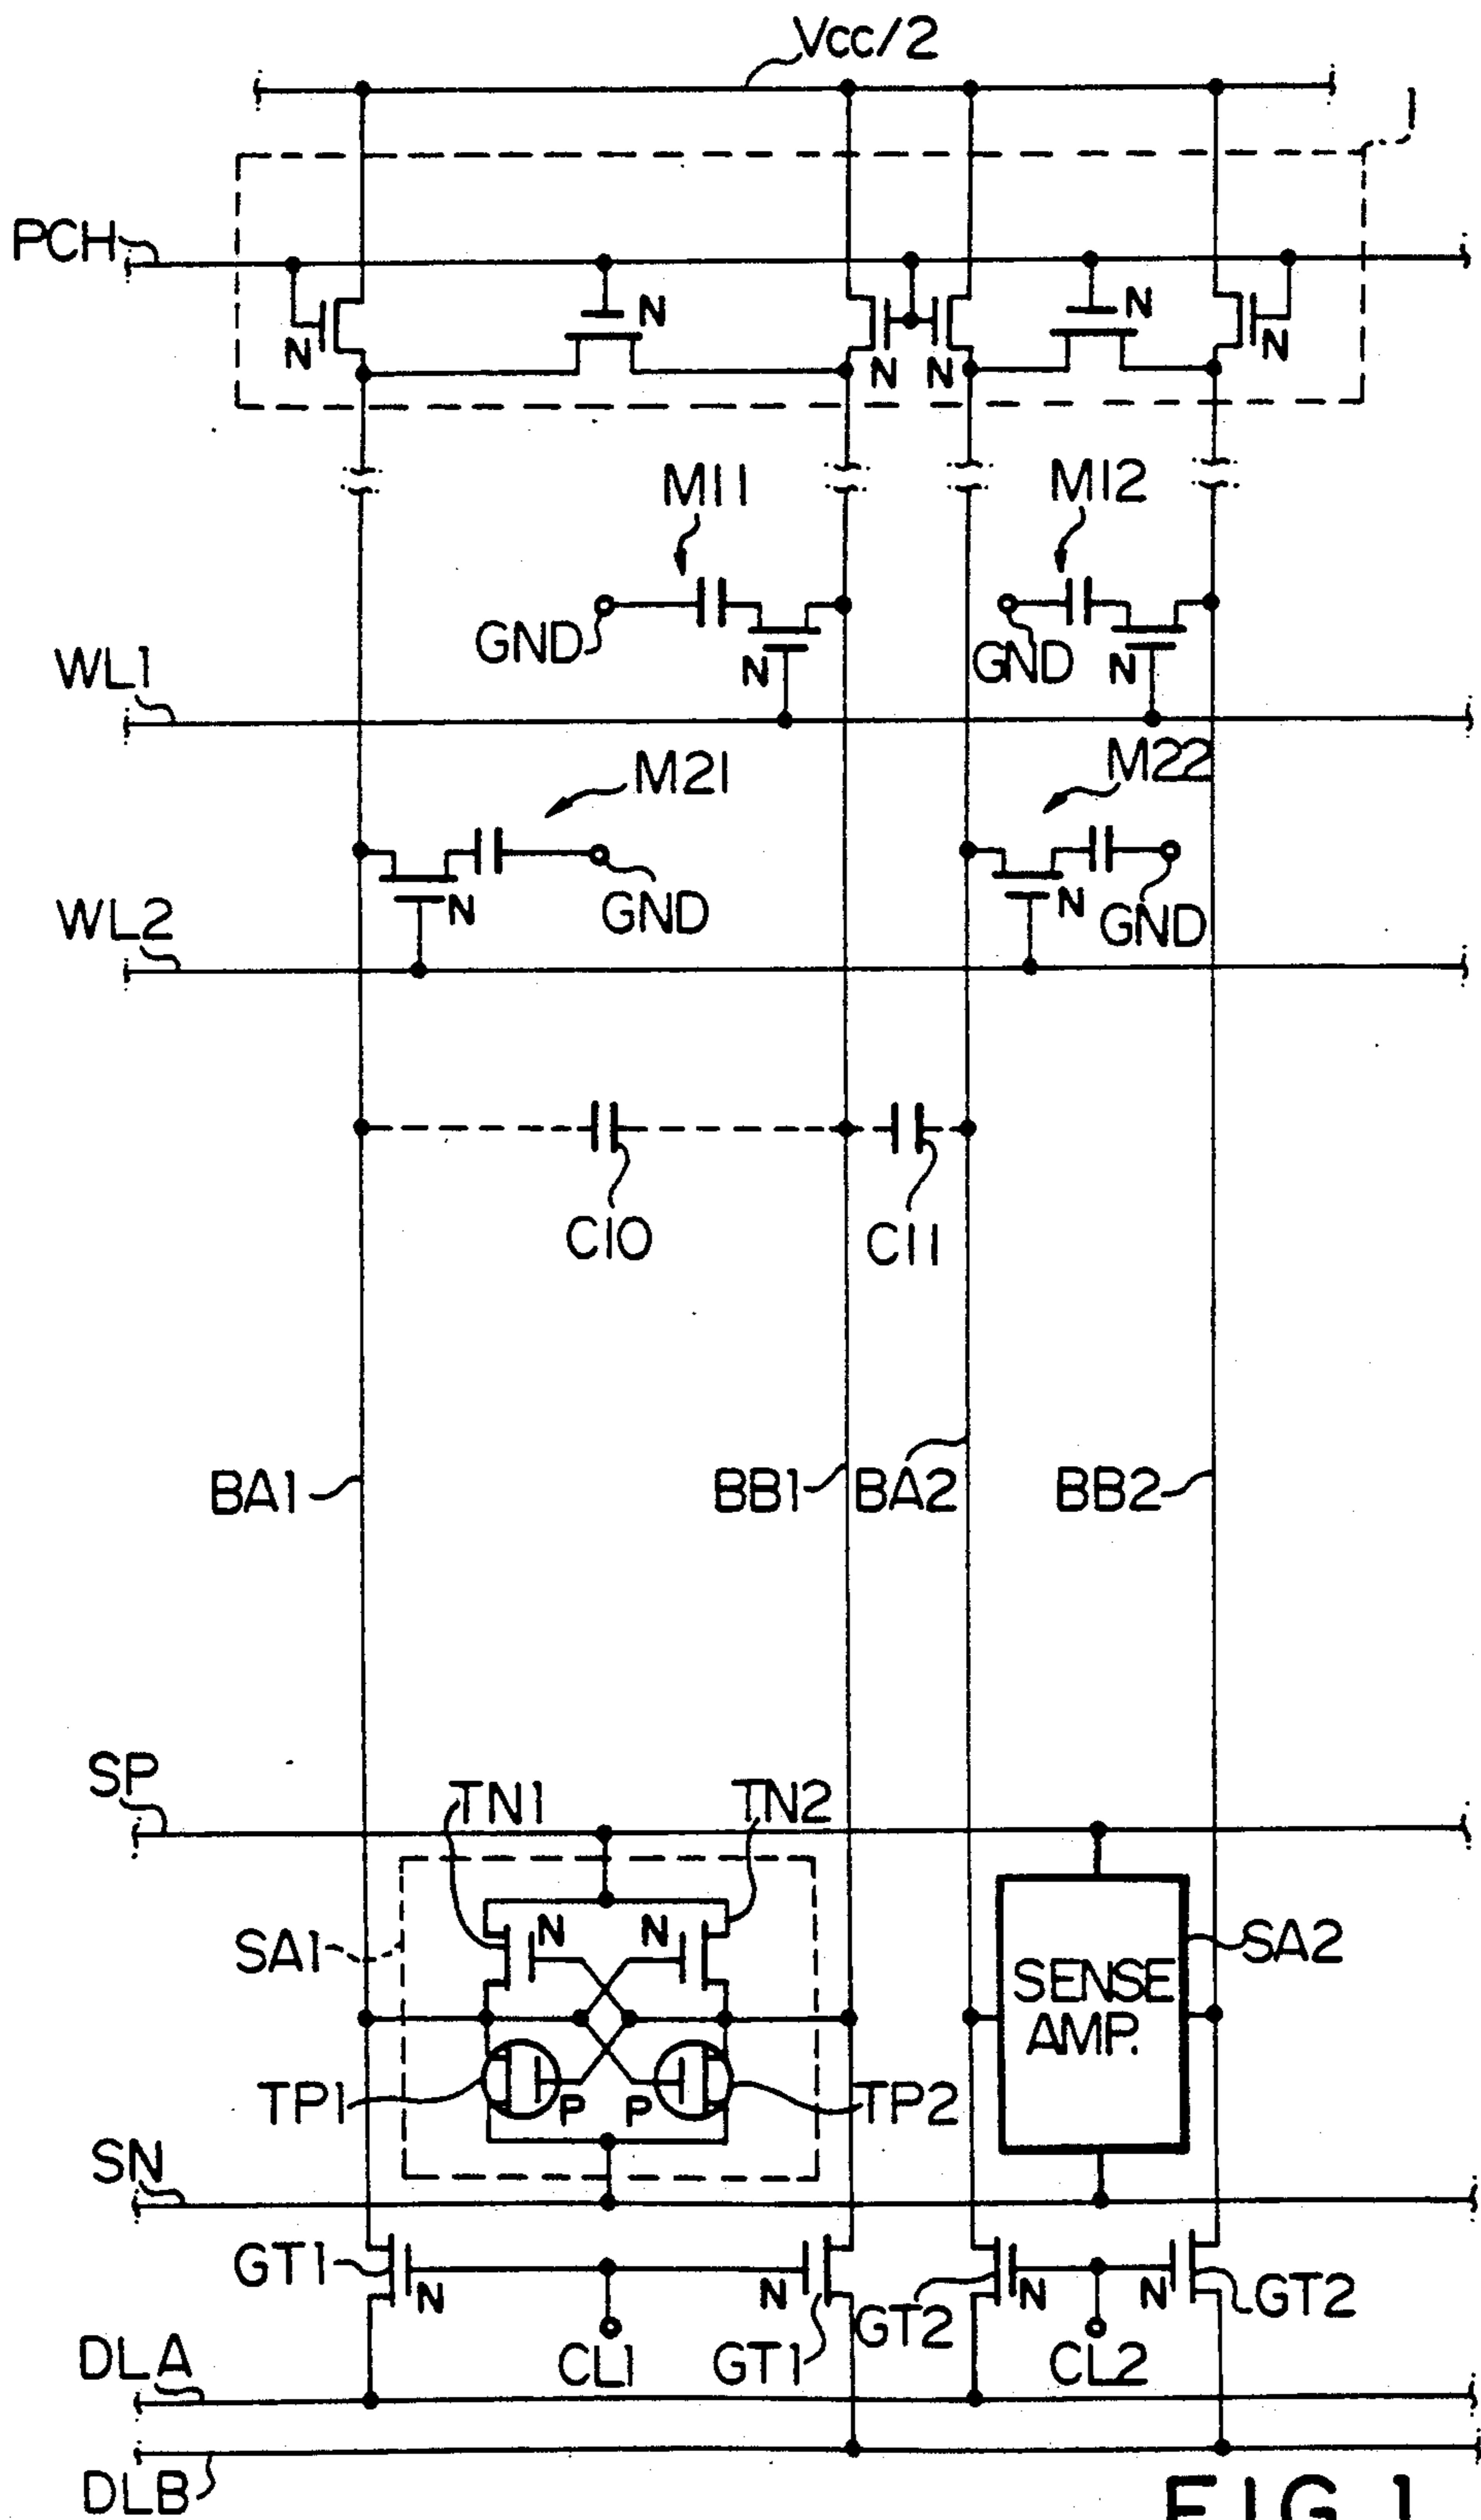 Vcc/2
1
PCH
N
N
N
N
N
N
M11
M12
GND
GND
WL1
N
N
M21
M22
WL2
N
GND
N
GND
C10
C11
BA1
BB1
BA2
BB2
SP
TN1
TN2
SA1
N
N
SENSE
AMP.
SA2
TP1
P
P
TP2
SN
GT1
N
N
GT2
N
N
GT2
CL1
GT1
CL2
DLA
DLB
FIG. 1